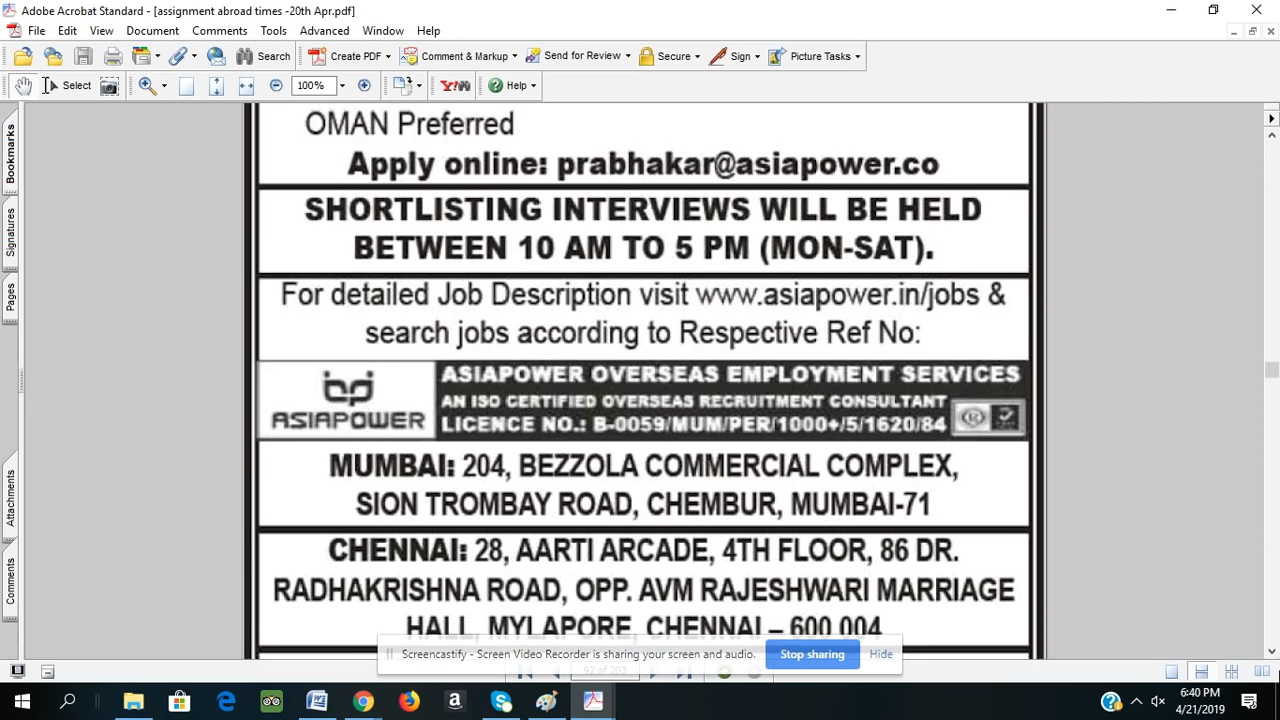 Adobe Acrobat Standard - [assignment abroad times -20th Apr.pdf]
File Edit View Document Comments Tools Advanced Window Help
Search Create PDF Comment & Markup Send for Review Secure Sign Picture Tasks
Select 100% Y! Help
Bookmarks
Signatures
Pages
Attachments
Comments
OMAN Preferred
Apply online: prabhakar@asiapower.co
SHORTLISTING INTERVIEWS WILL BE HELD
BETWEEN 10 AM TO 5 PM (MON-SAT).
For detailed Job Description visit www.asiapower.in/jobs &
search jobs according to Respective Ref No:
ASIAPOWER
ASIAPOWER OVERSEAS EMPLOYMENT SERVICES
AN ISO CERTIFIED OVERSEAS RECRUITMENT CONSULTANT
LICENCE NO.: B-0059/MUM/PER/1000+/5/1620/84
MUMBAI: 204, BEZZOLA COMMERCIAL COMPLEX,
SION TROMBAY ROAD, CHEMBUR, MUMBAI-71
CHENNAI: 28, AARTI ARCADE, 4TH FLOOR, 86 DR.
RADHAKRISHNA ROAD, OPP. AVM RAJESHWARI MARRIAGE
HALL, MYLAPORE, CHENNAI – 600 004
Screencastify - Screen Video Recorder is sharing your screen and audio. Stop sharing Hide
92 of 203
6:40 PM
4/21/2019